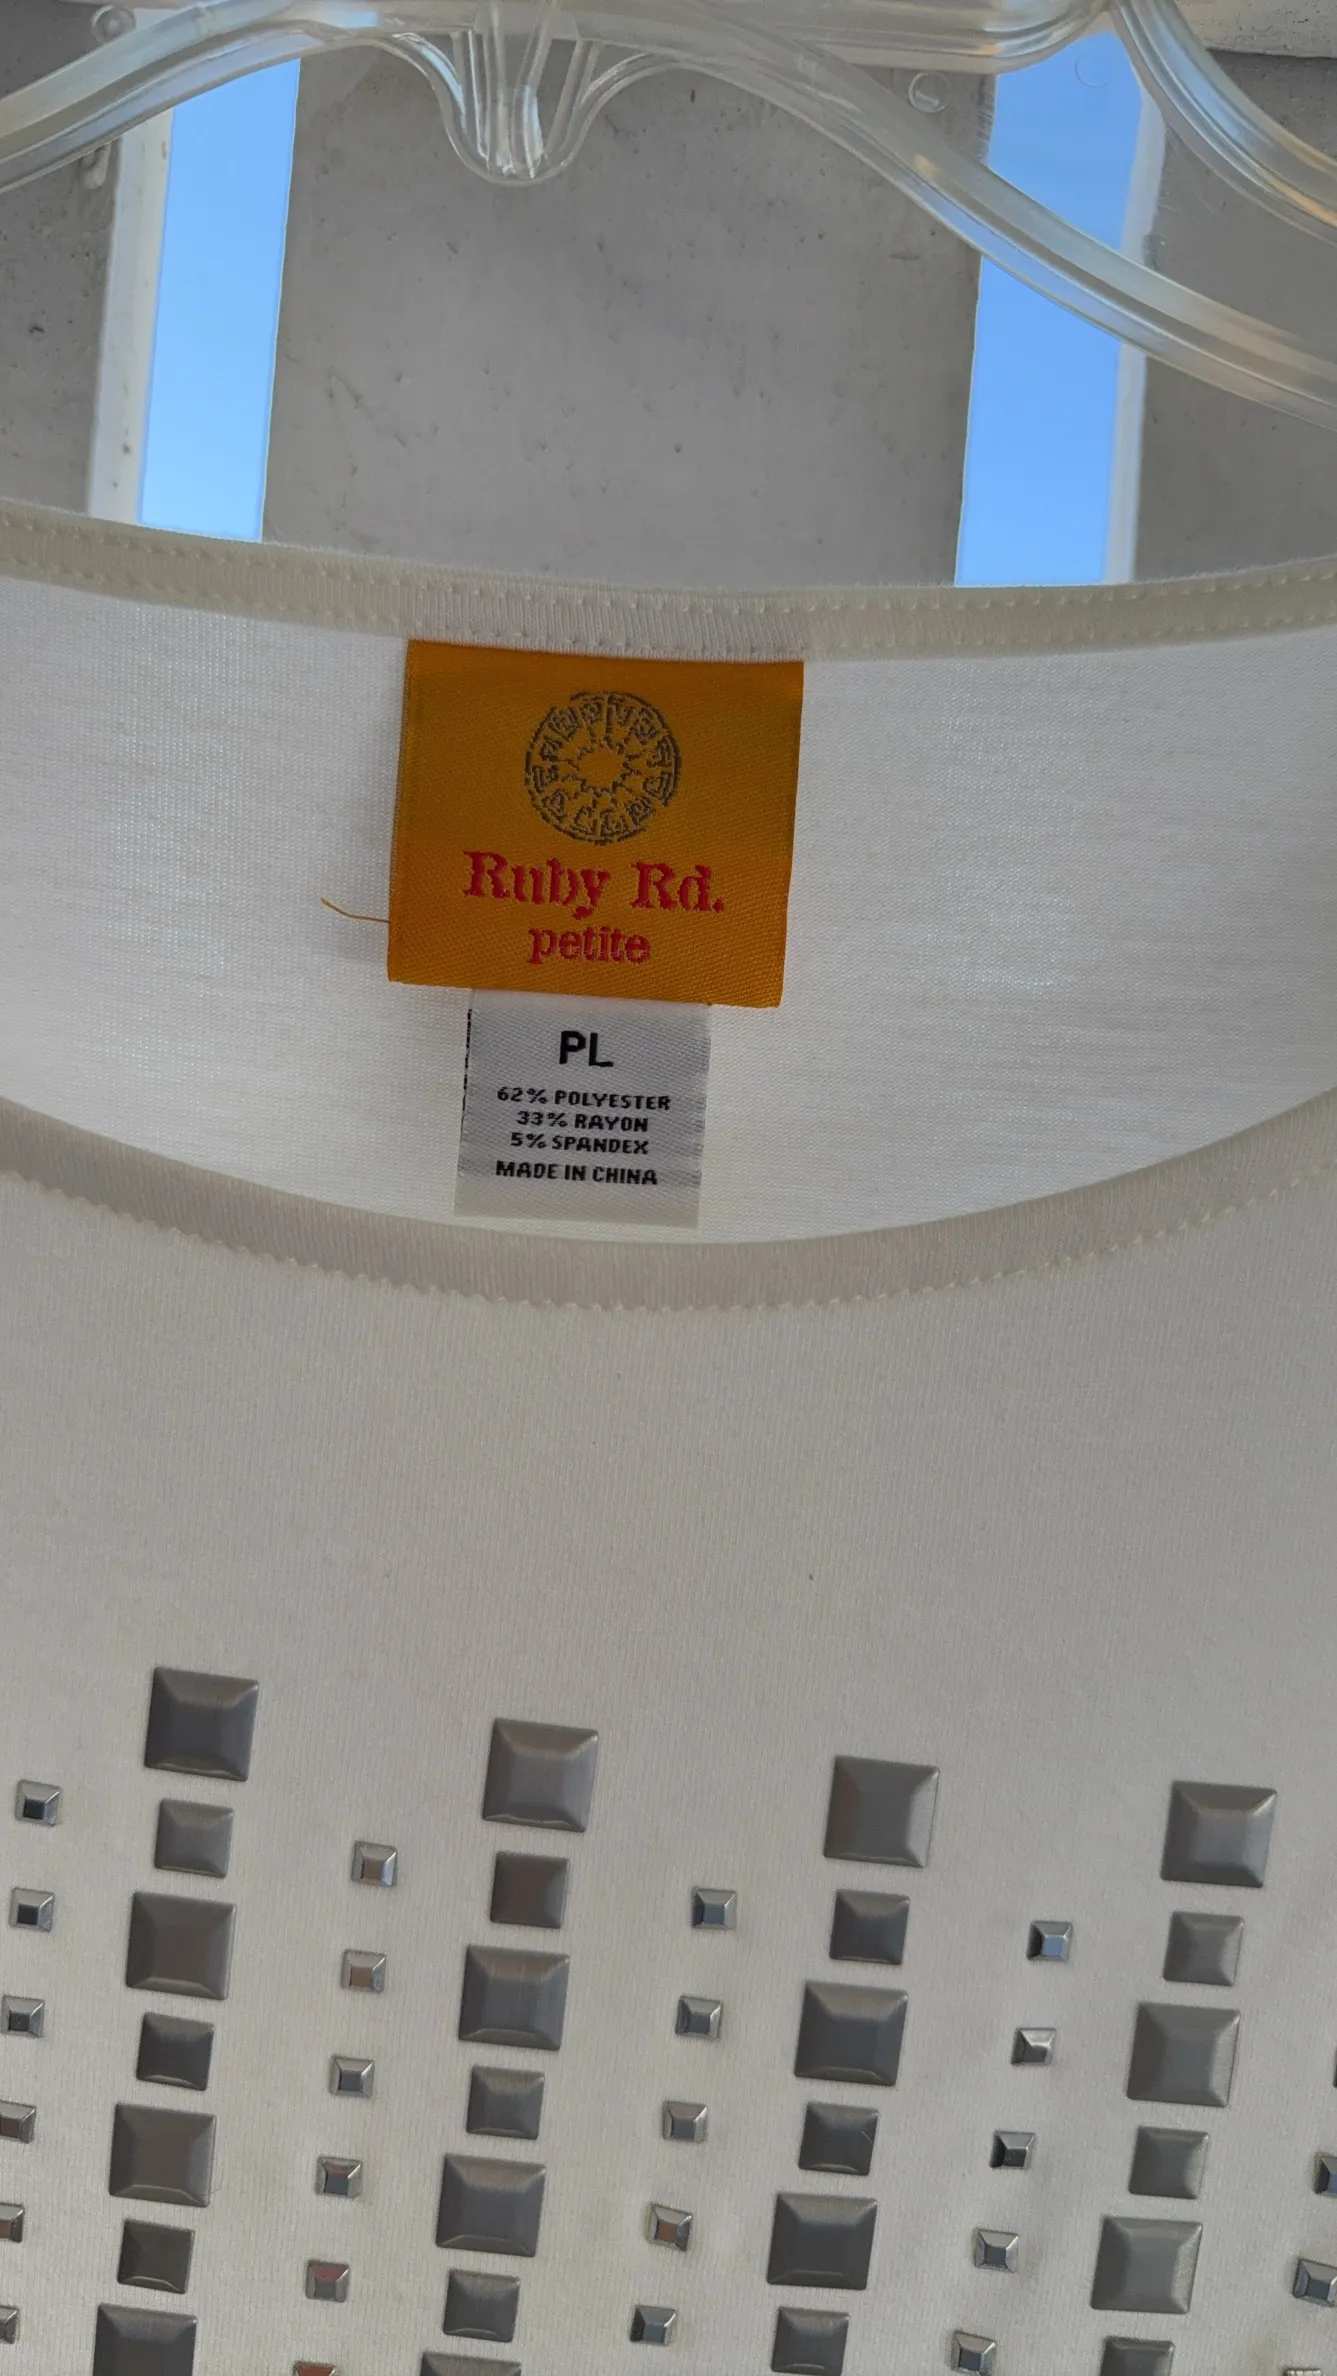 Ruby Rd.
petite
PL
62% POLYESTER
33% RAYON
5% SPANDEX
MADE IN CHINA